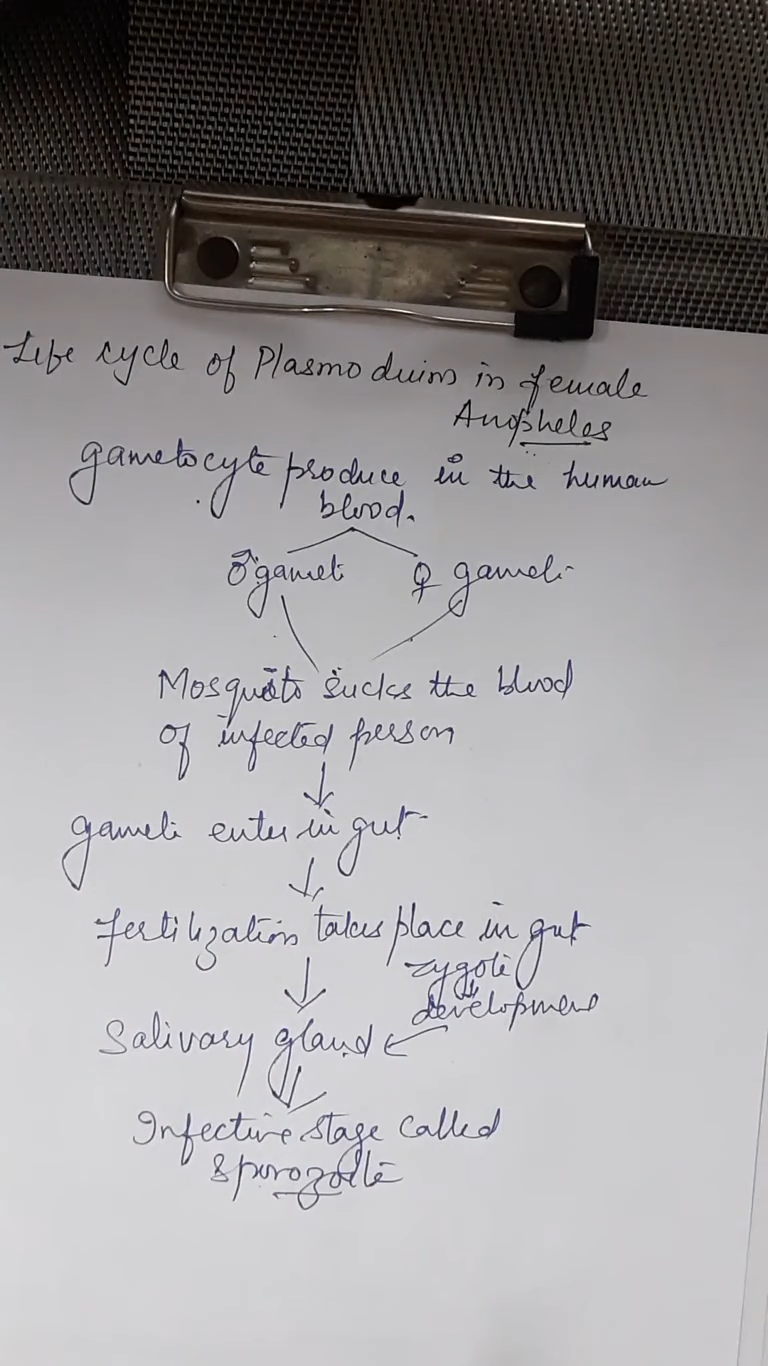 Life cycle of Plasmoduim in female
Anopheles
gametocyte produce in the human
blood.
♂ gamete ♀ gamete
Mosquito sucks the blood
of infected person
gamete enter in gut
fertilization takes place in gut
zygote
development
Salivary gland
Infective stage called
sporozoite